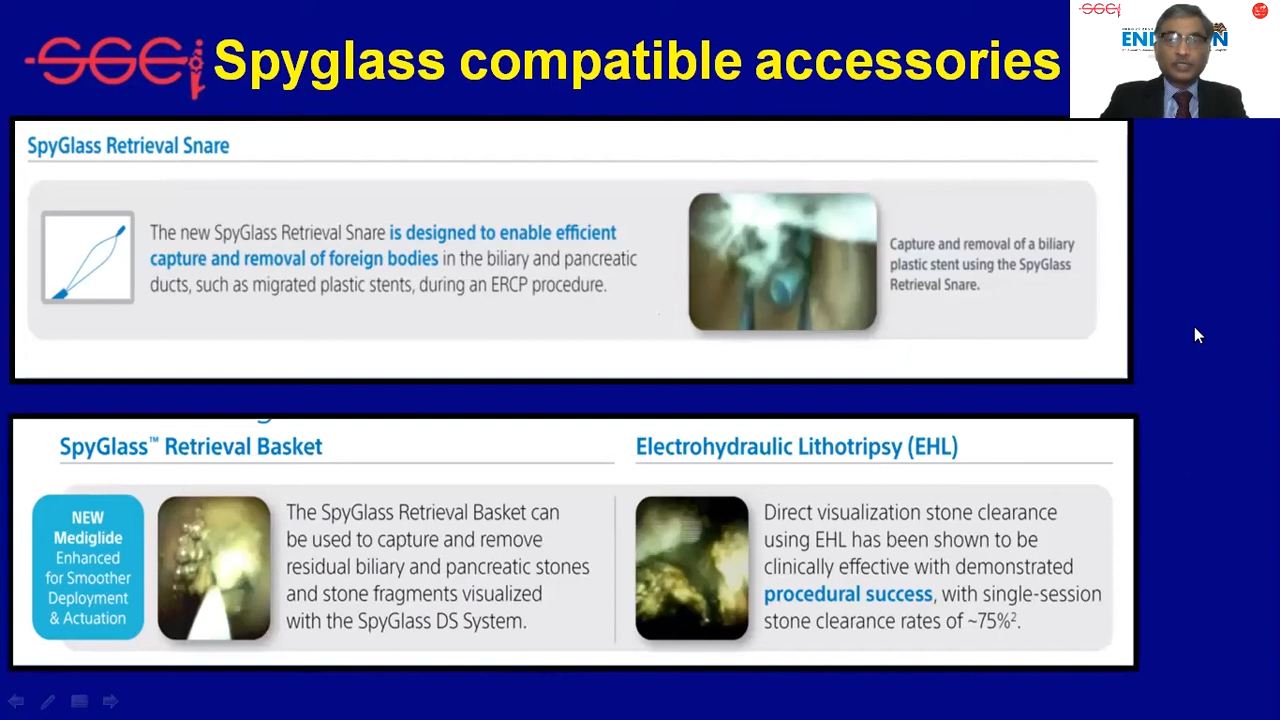 SGEi Spyglass compatible accessories
SGEi
SpyGlass Retrieval Snare
The new SpyGlass Retrieval Snare is designed to enable efficient
capture and removal of foreign bodies in the biliary and pancreatic
ducts, such as migrated plastic stents, during an ERCP procedure.
Capture and removal of a biliary
plastic stent using the SpyGlass
Retrieval Snare.
SpyGlass™ Retrieval Basket
NEW
Mediglide
Enhanced
for Smoother
Deployment
& Actuation
The SpyGlass Retrieval Basket can
be used to capture and remove
residual biliary and pancreatic stones
and stone fragments visualized
with the SpyGlass DS System.
Electrohydraulic Lithotripsy (EHL)
Direct visualization stone clearance
using EHL has been shown to be
clinically effective with demonstrated
procedural success, with single-session
stone clearance rates of ~75%².